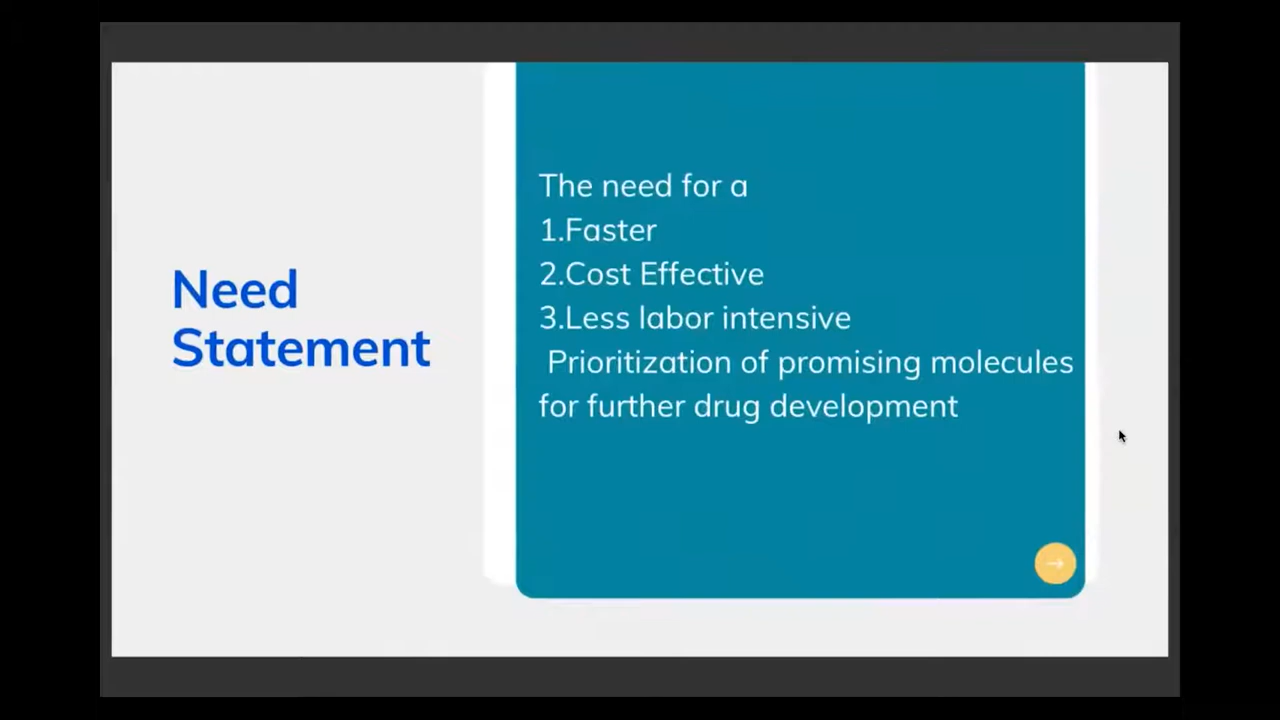 Need
Statement
The need for a
1.Faster
2.Cost Effective
3.Less labor intensive
Prioritization of promising molecules
for further drug development